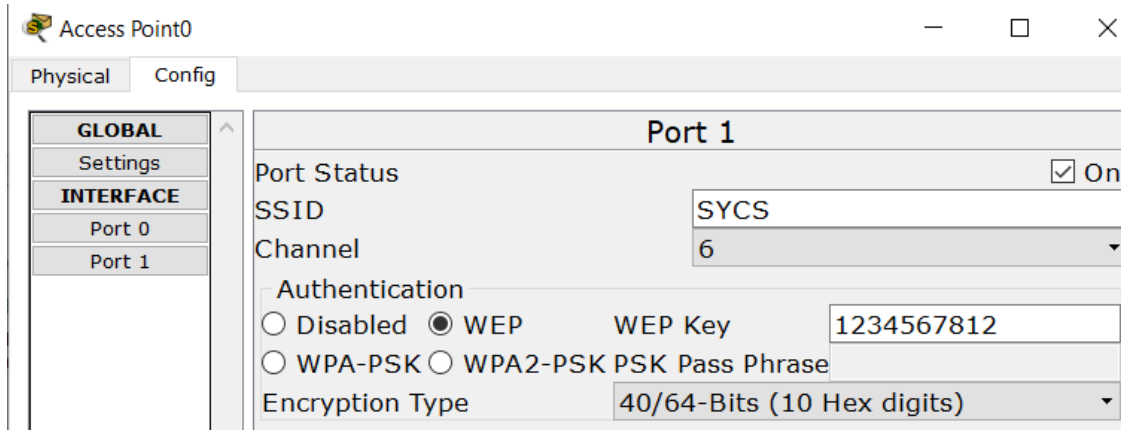 Access Point0
Physical Config
GLOBAL
Settings
INTERFACE
Port 0
Port 1
Port 1
Port Status On
SSID SYCS
Channel 6
Authentication
Disabled WEP WEP Key 1234567812
WPA-PSK WPA2-PSK PSK Pass Phrase
Encryption Type 40/64-Bits (10 Hex digits)